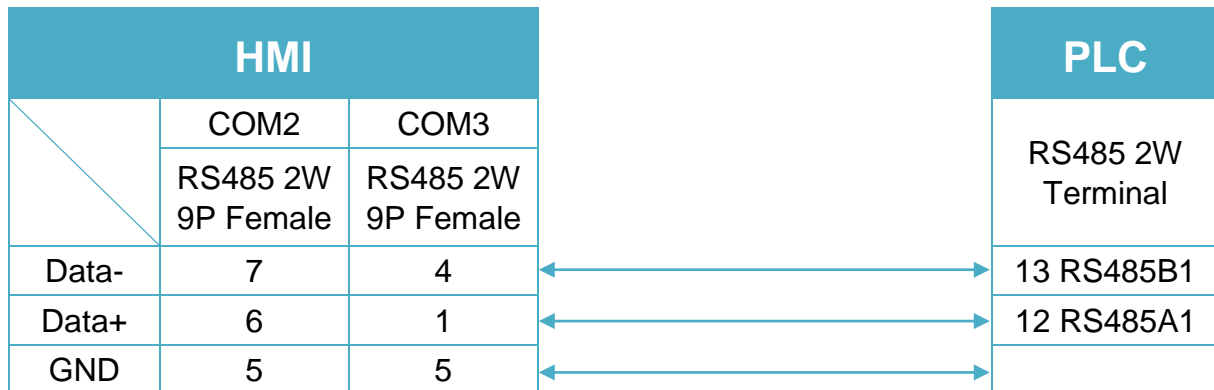 HMI
PLC
COM2
COM3
RS485 2W
9P Female
RS485 2W
9P Female
RS485 2W
Terminal
Data- 7 4 13 RS485B1
Data+ 6 1 12 RS485A1
GND 5 5